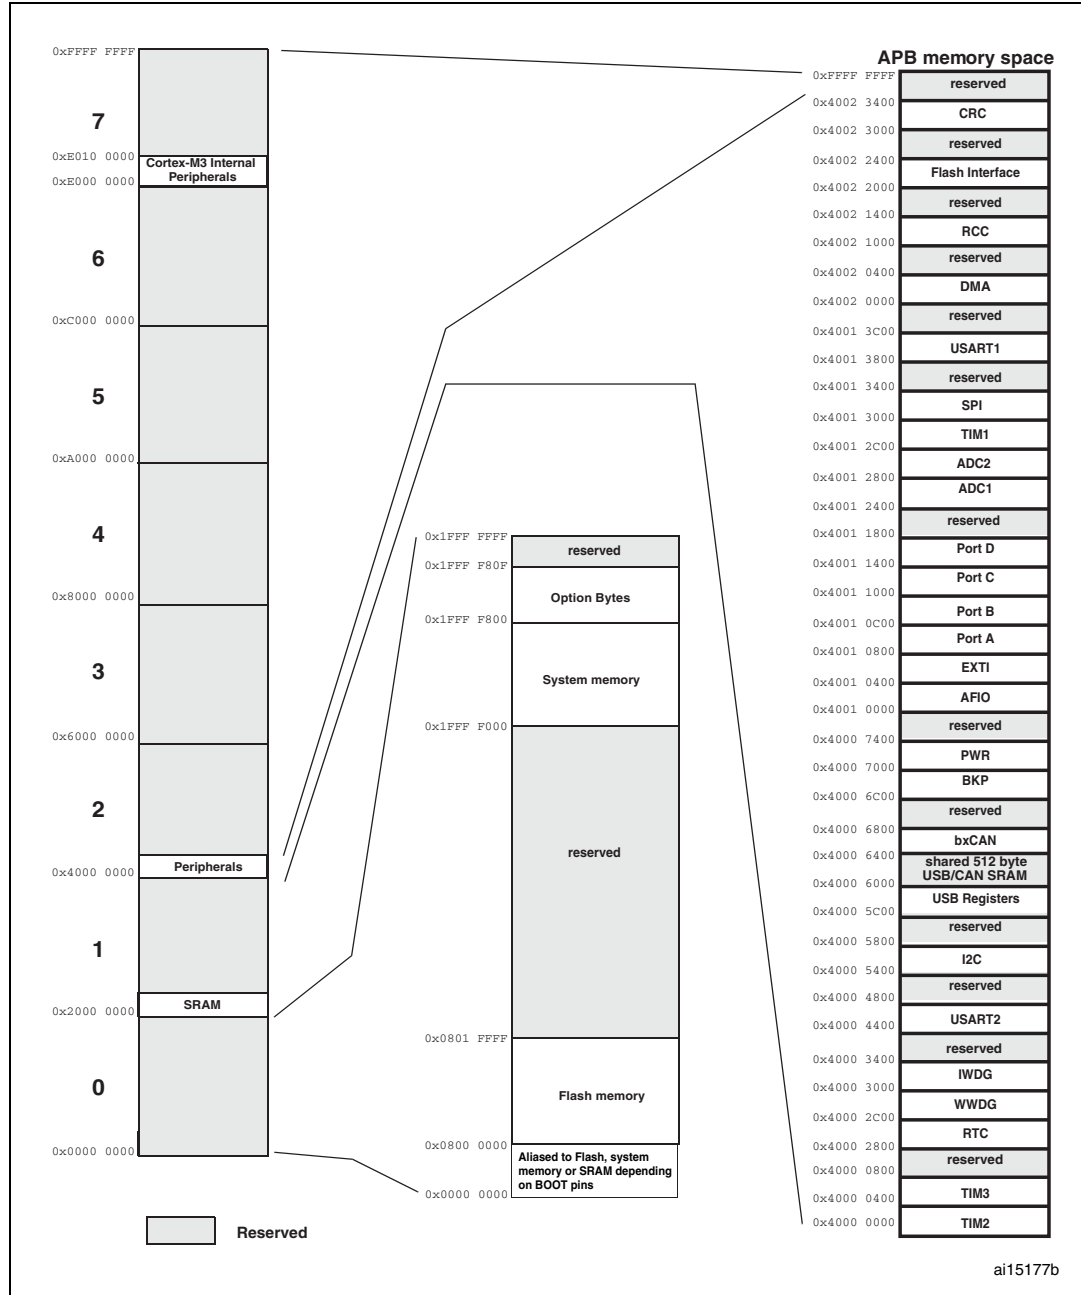 0xFFFF FFFF
7
0xE010 0000
Cortex-M3 Internal
Peripherals
0xE000 0000
6
0xC000 0000
5
0xA000 0000
4
0x8000 0000
3
0x6000 0000
2
Peripherals
0x4000 0000
1
SRAM
0x2000 0000
0
0x0000 0000
Reserved
0x1FFF FFFF
reserved
0x1FFF F80F
Option Bytes
0x1FFF F800
System memory
0x1FFF F000
reserved
0x0801 FFFF
Flash memory
0x0800 0000
Aliased to Flash, system
memory or SRAM depending
on BOOT pins
0x0000 0000
APB memory space
0xFFFF FFFF
reserved
0x4002 3400
CRC
0x4002 3000
reserved
0x4002 2400
Flash Interface
0x4002 2000
reserved
0x4002 1400
RCC
0x4002 1000
reserved
0x4002 0400
DMA
0x4002 0000
reserved
0x4001 3C00
USART1
0x4001 3800
reserved
0x4001 3400
SPI
0x4001 3000
TIM1
0x4001 2C00
ADC2
0x4001 2800
ADC1
0x4001 2400
reserved
0x4001 1800
Port D
0x4001 1400
Port C
0x4001 1000
Port B
0x4001 0C00
Port A
0x4001 0800
EXTI
0x4001 0400
AFIO
0x4001 0000
reserved
0x4000 7400
PWR
0x4000 7000
BKP
0x4000 6C00
reserved
0x4000 6800
bxCAN
0x4000 6400
shared 512 byte
USB/CAN SRAM
0x4000 6000
USB Registers
0x4000 5C00
reserved
0x4000 5800
I2C
0x4000 5400
reserved
0x4000 4800
USART2
0x4000 4400
reserved
0x4000 3400
IWDG
0x4000 3000
WWDG
0x4000 2C00
RTC
0x4000 2800
reserved
0x4000 0800
TIM3
0x4000 0400
TIM2
0x4000 0000
ai15177b